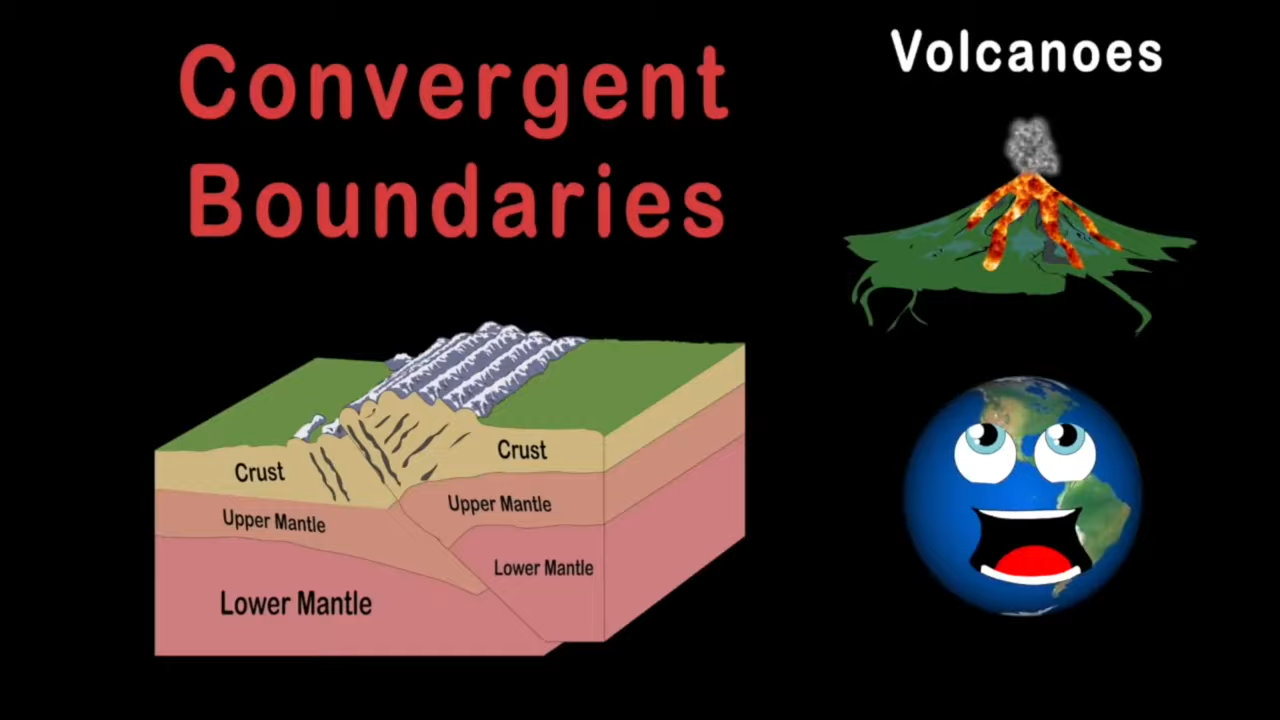 Convergent
Boundaries
Volcanoes
Crust
Crust
Upper Mantle
Upper Mantle
Lower Mantle
Lower Mantle